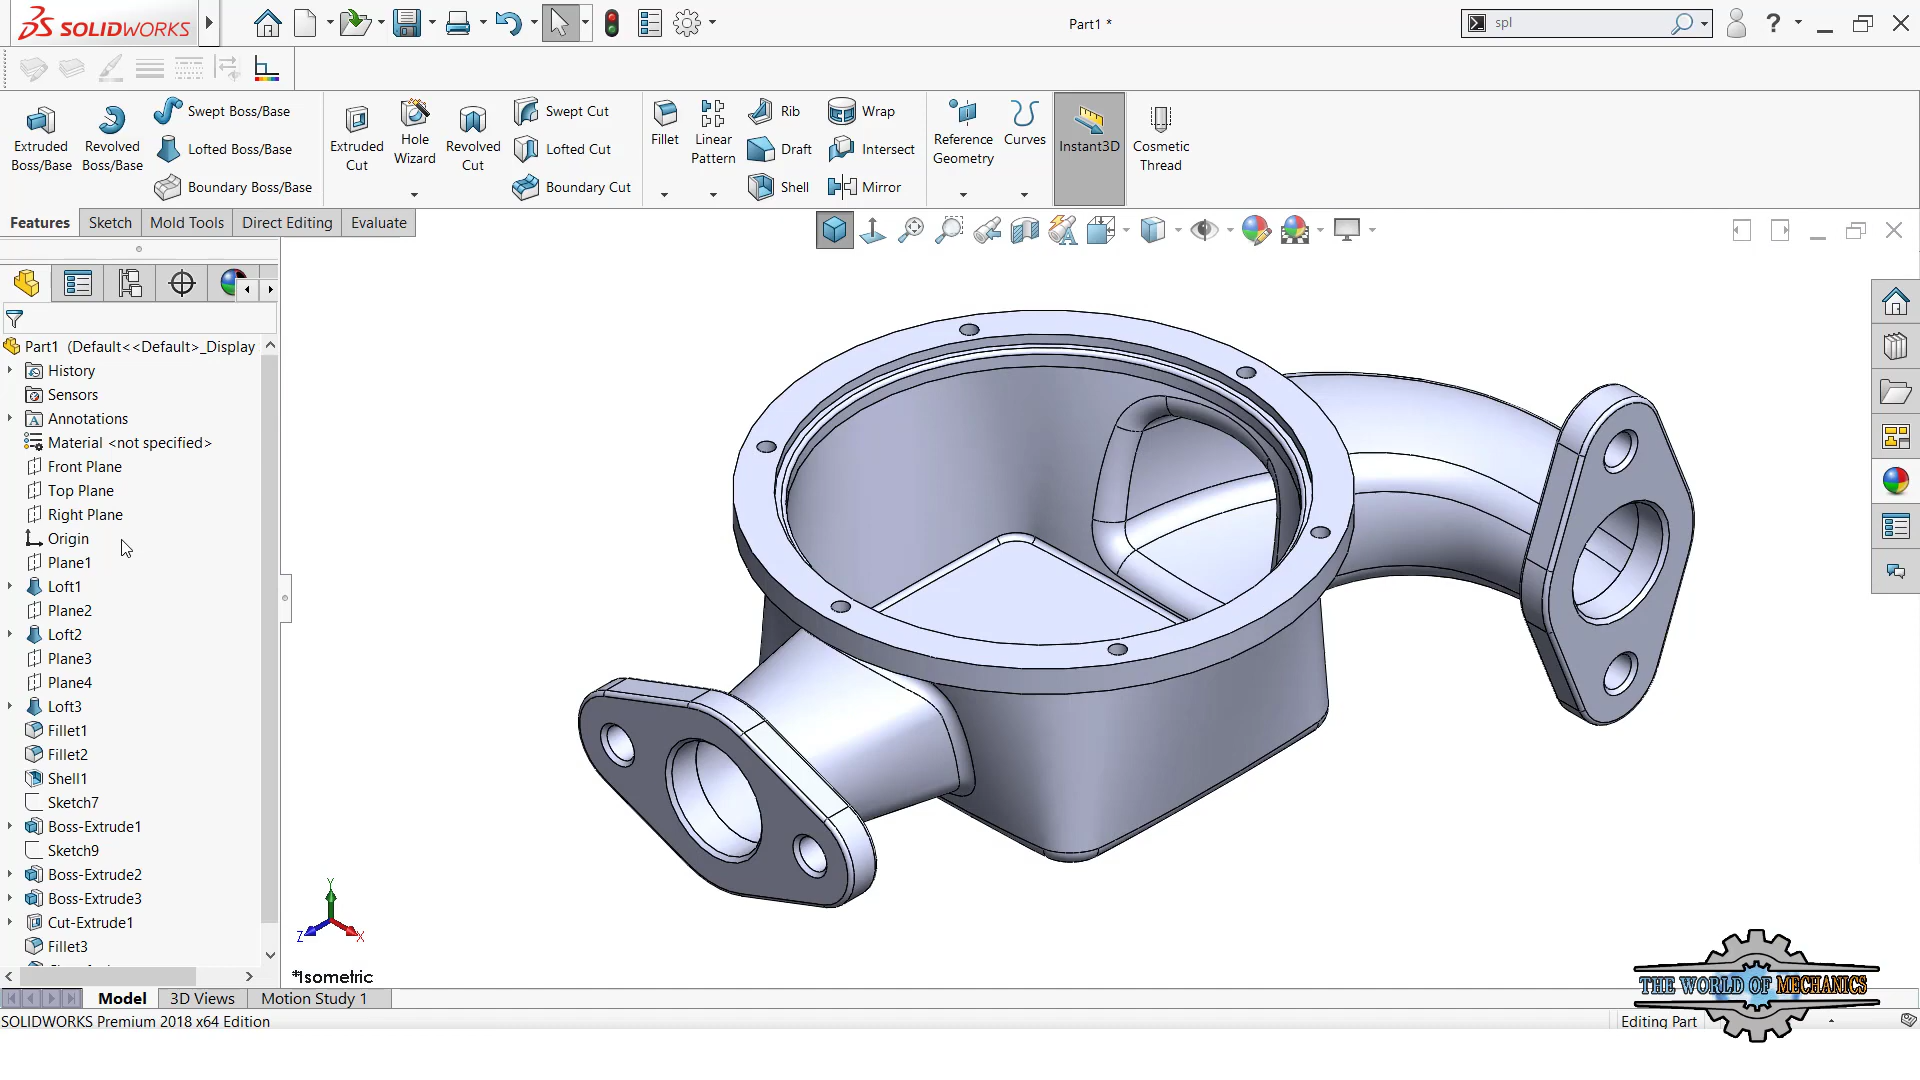 SOLIDWORKS
Part1 *
spl
?
Extruded Boss/Base
Revolved Boss/Base
Swept Boss/Base
Lofted Boss/Base
Boundary Boss/Base
Extruded Cut
Hole Wizard
Revolved Cut
Swept Cut
Lofted Cut
Boundary Cut
Fillet
Linear Pattern
Rib
Draft
Shell
Wrap
Intersect
Mirror
Reference Geometry
Curves
Instant3D
Cosmetic Thread
Features
Sketch
Mold Tools
Direct Editing
Evaluate
Part1 (Default<<Default>_Display
History
Sensors
Annotations
Material <not specified>
Front Plane
Top Plane
Right Plane
Origin
Plane1
Loft1
Plane2
Loft2
Plane3
Plane4
Loft3
Fillet1
Fillet2
Shell1
Sketch7
Boss-Extrude1
Sketch9
Boss-Extrude2
Boss-Extrude3
Cut-Extrude1
Fillet3
Y
Z
X
*Isometric
Model
3D Views
Motion Study 1
SOLIDWORKS Premium 2018 x64 Edition
Editing Part
THE WORLD OF MECHANICS